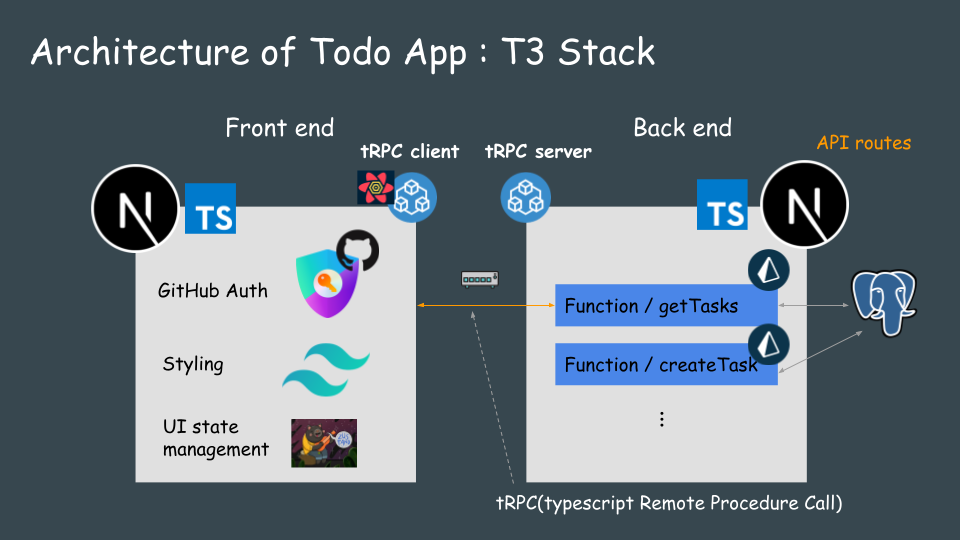 Architecture of Todo App : T3 Stack
Front end
Back end
API routes
tRPC client
tRPC server
N
TS
TS
N
GitHub Auth
Function / getTasks
Styling
Function / createTask
UI state
management
⋮
tRPC(typescript Remote Procedure Call)